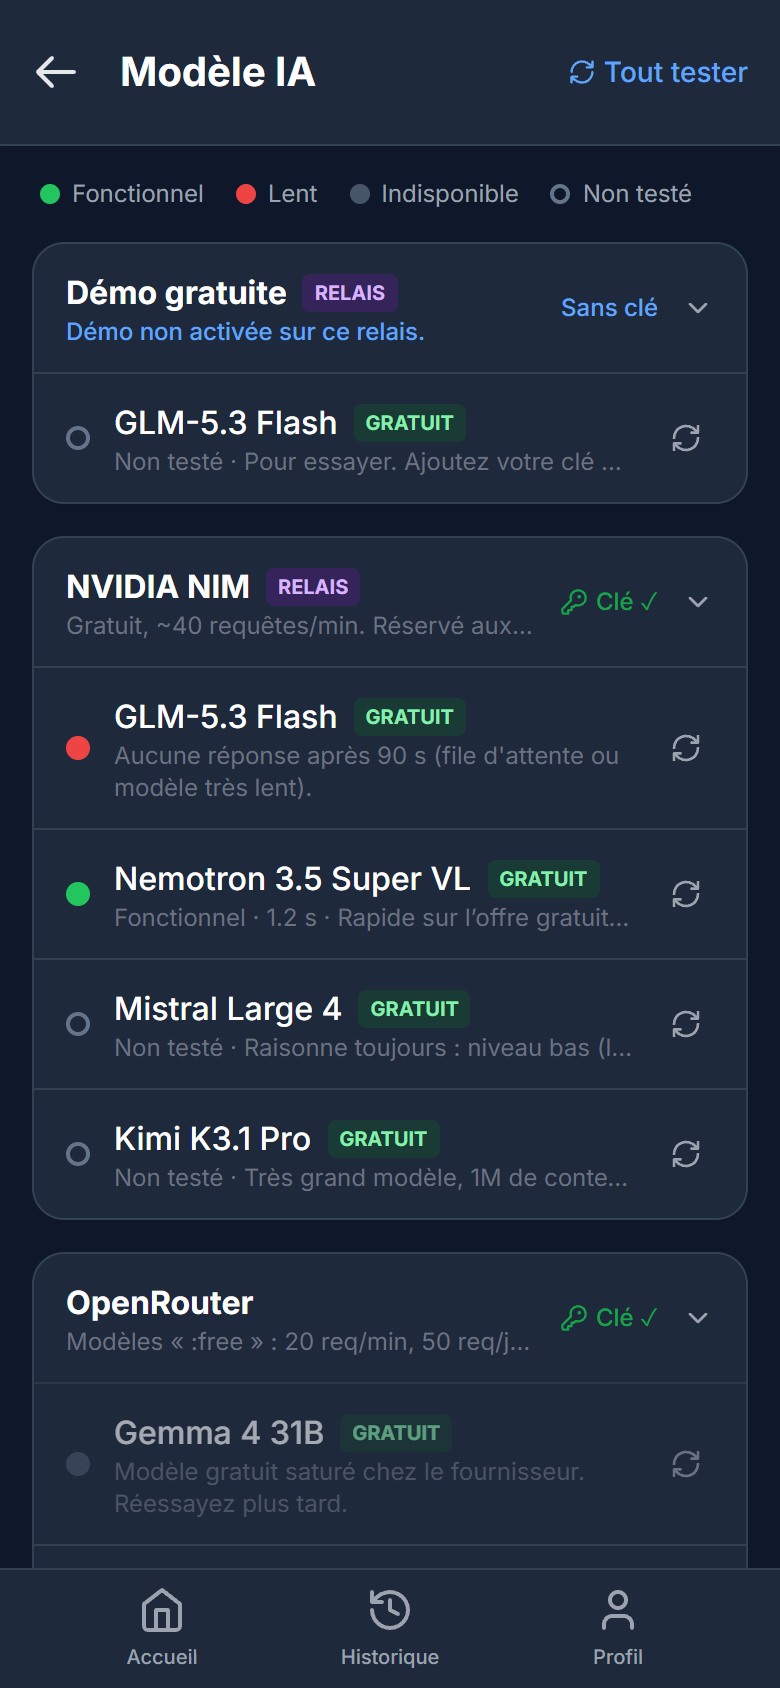 Modèle IA
Tout tester
Fonctionnel
Lent
Indisponible
Non testé
Démo gratuite RELAIS
Démo non activée sur ce relais.
Sans clé
GLM-5.3 Flash GRATUIT
Non testé · Pour essayer. Ajoutez votre clé ...
NVIDIA NIM RELAIS
Gratuit, ~40 requêtes/min. Réservé aux...
Clé ✓
GLM-5.3 Flash GRATUIT
Aucune réponse après 90 s (file d'attente ou
modèle très lent).
Nemotron 3.5 Super VL GRATUIT
Fonctionnel · 1.2 s · Rapide sur l’offre gratuit...
Mistral Large 4 GRATUIT
Non testé · Raisonne toujours : niveau bas (l...
Kimi K3.1 Pro GRATUIT
Non testé · Très grand modèle, 1M de conte...
OpenRouter
Modèles « :free » : 20 req/min, 50 req/j...
Clé ✓
Gemma 4 31B GRATUIT
Modèle gratuit saturé chez le fournisseur.
Réessayez plus tard.
Accueil
Historique
Profil